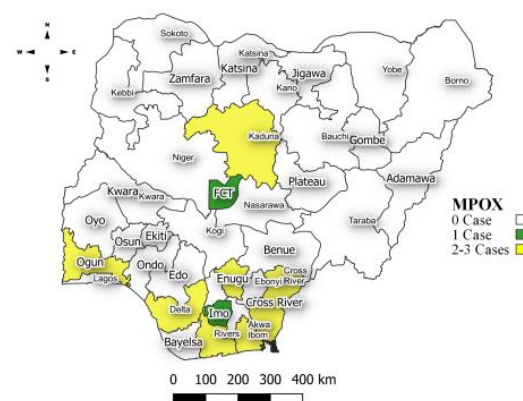 N
W E
S
Sokoto
Katsina
Zamfara
Katsina
Jigawa
Yobe
Borno
Kebbi
Kano
Kaduna
Bauchi
Gombe
Niger
Adamawa
FCT
Plateau
Kwara
Kwara
Nasarawa
Taraba
Oyo
Kogi
Osun
Ekiti
Benue
Ogun
Ondo
Edo
Enugu
Ebonyi
Cross
River
Lagos
Delta
Imo
Cross River
Rivers
Akwa
Ibom
Bayelsa
MPOX
0 Case
1 Case
2-3 Cases
0 100 200 300 400 km